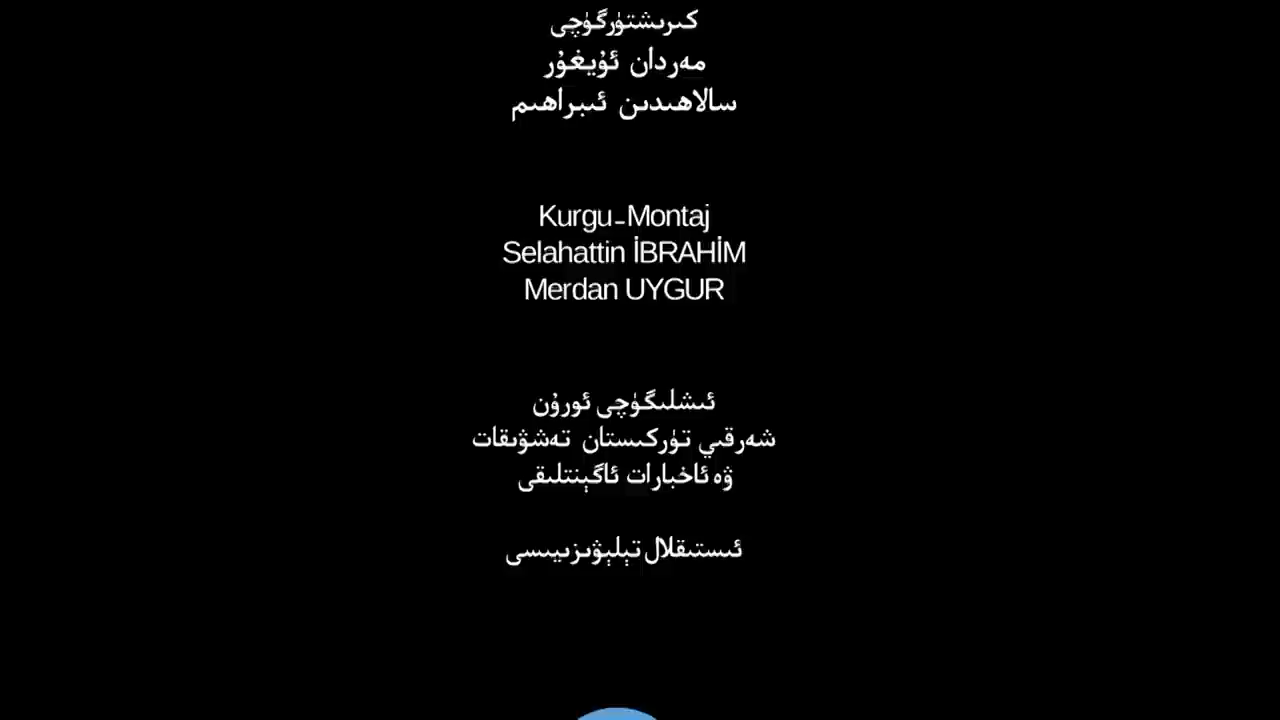 كىرىشتۈرگۈچى
مەردان ئۇيغۇر
سالاھىدىن ئىبراھىم
Kurgu-Montaj
Selahattin İBRAHİM
Merdan UYGUR
ئىشلىگۈچى ئورۇن
شەرقىي تۈركىستان تەشۋىقات
ۋە ئاخبارات ئاگېنتلىقى
ئىستىقلال تېلېۋىزىيىسى